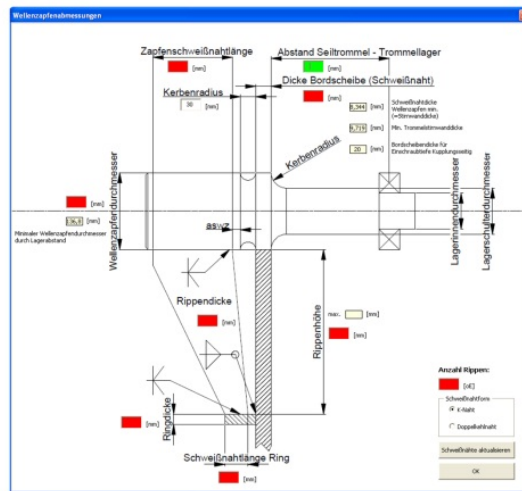 Wellenzapfenabmessungen
Zapfenschweißnahtlänge
[mm]
Abstand Seiltrommel - Trommellager
[mm]
Dicke Bordscheibe (Schweißnaht)
[mm]
Kerbenradius
30 [mm]
8,344 [mm] Schweißnahtdicke
Wellenzapfen min.
(=Stirnwanddicke)
9,719 [mm] Min. Trommelstirnwanddicke
20 [mm] Bordscheibendicke für
Einschraubtiefe Kupplungsseitig
Kerbenradius
Wellenzapfendurchmesser
[mm]
[mm]
Minimaler Wellenzapfendurchmesser
durch Lagerabstand
aswz
Lagerinnendurchmesser
Lagerschulterdurchmesser
Rippendicke
[mm]
Rippenhöhe
max. [mm]
[mm]
Ringdicke
[mm]
Schweißnahtlänge Ring
[mm]
Anzahl Rippen:
[oE]
Schweißnahtform
K-Naht
Doppelkehlnaht
Schweißnähte aktualisieren
OK